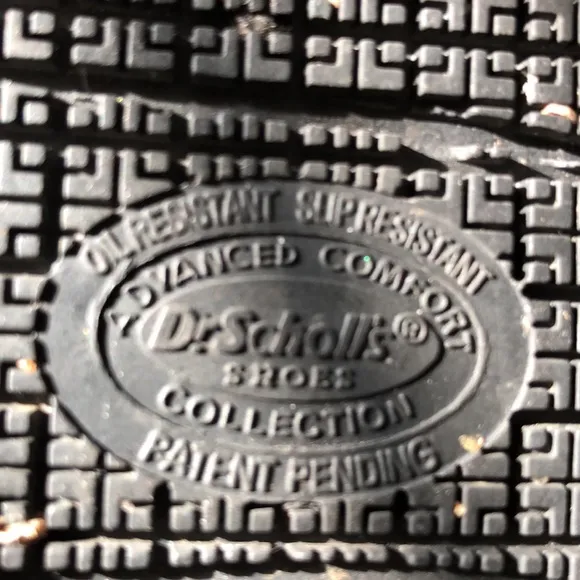 OIL RESISTANT SLIP RESISTANT
ADVANCED COMFORT
Dr. Scholl's®
SHOES
COLLECTION
PATENT PENDING